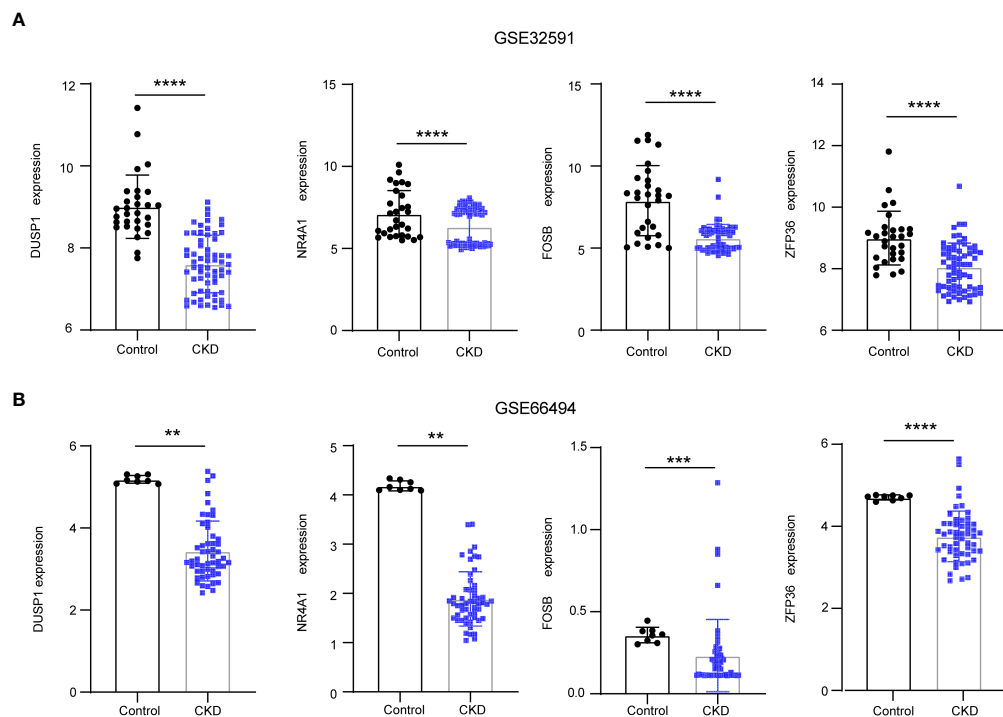 A
GSE32591
DUSP1 expression
12
10
8
6
****
Control CKD
NR4A1 expression
15
10
5
0
****
Control CKD
FOSB expression
15
10
5
0
****
Control CKD
ZFP36 expression
14
12
10
8
6
****
Control CKD
B
GSE66494
DUSP1 expression
6
4
2
0
**
Control CKD
NR4A1 expression
5
4
3
2
1
0
**
Control CKD
FOSB expression
1.5
1.0
0.5
0.0
***
Control CKD
ZFP36 expression
6
4
2
0
****
Control CKD